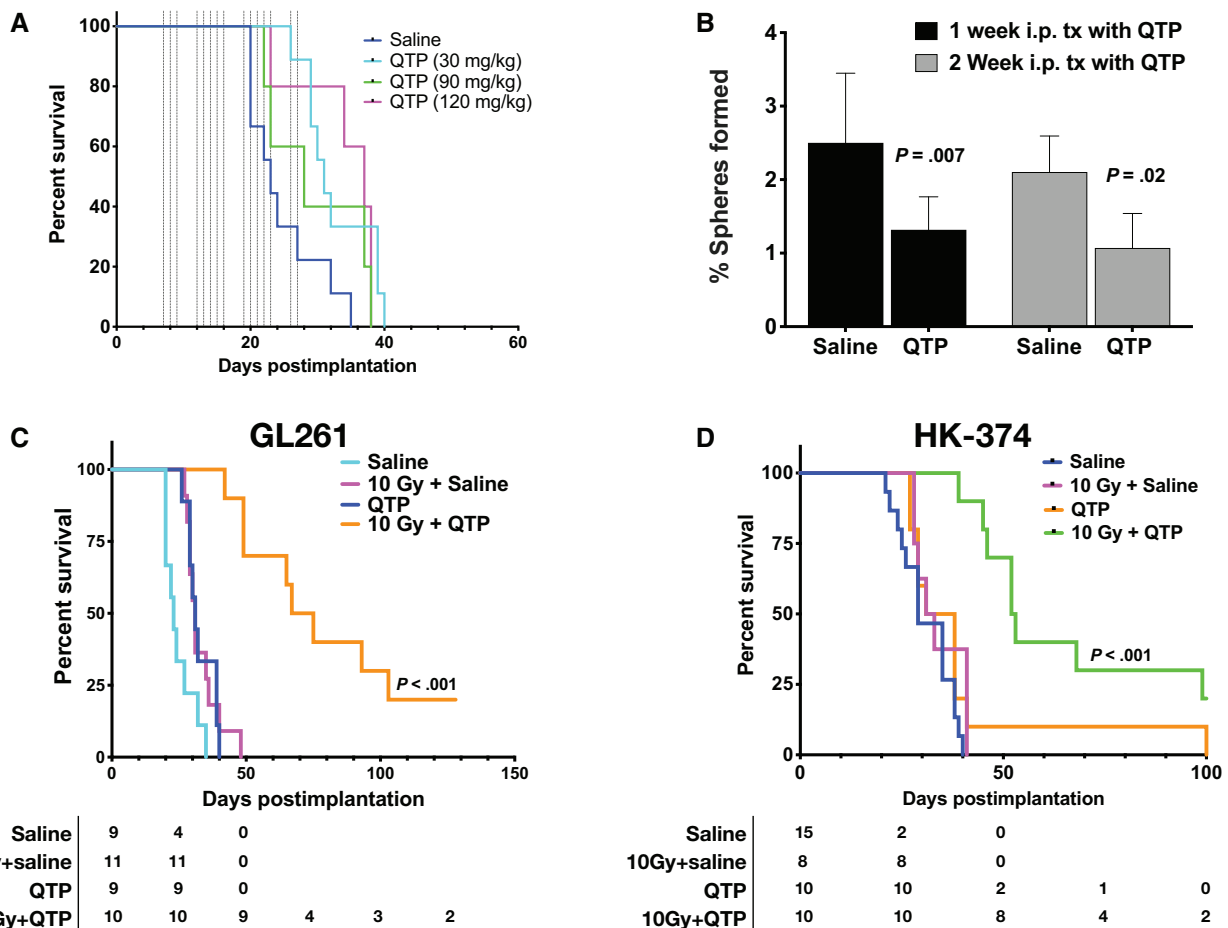 A
100
80
60
40
20
0
Percent survival
0 20 40 60
Days postimplantation
Saline
QTP (30 mg/kg)
QTP (90 mg/kg)
QTP (120 mg/kg)
B
4
3
2
1
0
% Spheres formed
1 week i.p. tx with QTP
2 Week i.p. tx with QTP
P = .007
P = .02
Saline QTP Saline QTP
C
GL261
100
75
50
25
0
Percent survival
Saline
10 Gy + Saline
QTP
10 Gy + QTP
P < .001
0 50 100 150
Days postimplantation
Saline 9 4 0
y+saline 11 11 0
QTP 9 9 0
Gy+QTP 10 10 9 4 3 2
D
HK-374
100
75
50
25
0
Percent survival
Saline
10 Gy + Saline
QTP
10 Gy + QTP
P < .001
0 50 100
Days postimplantation
Saline 15 2 0
10Gy+saline 8 8 0
QTP 10 10 2 1 0
10Gy+QTP 10 10 8 4 2